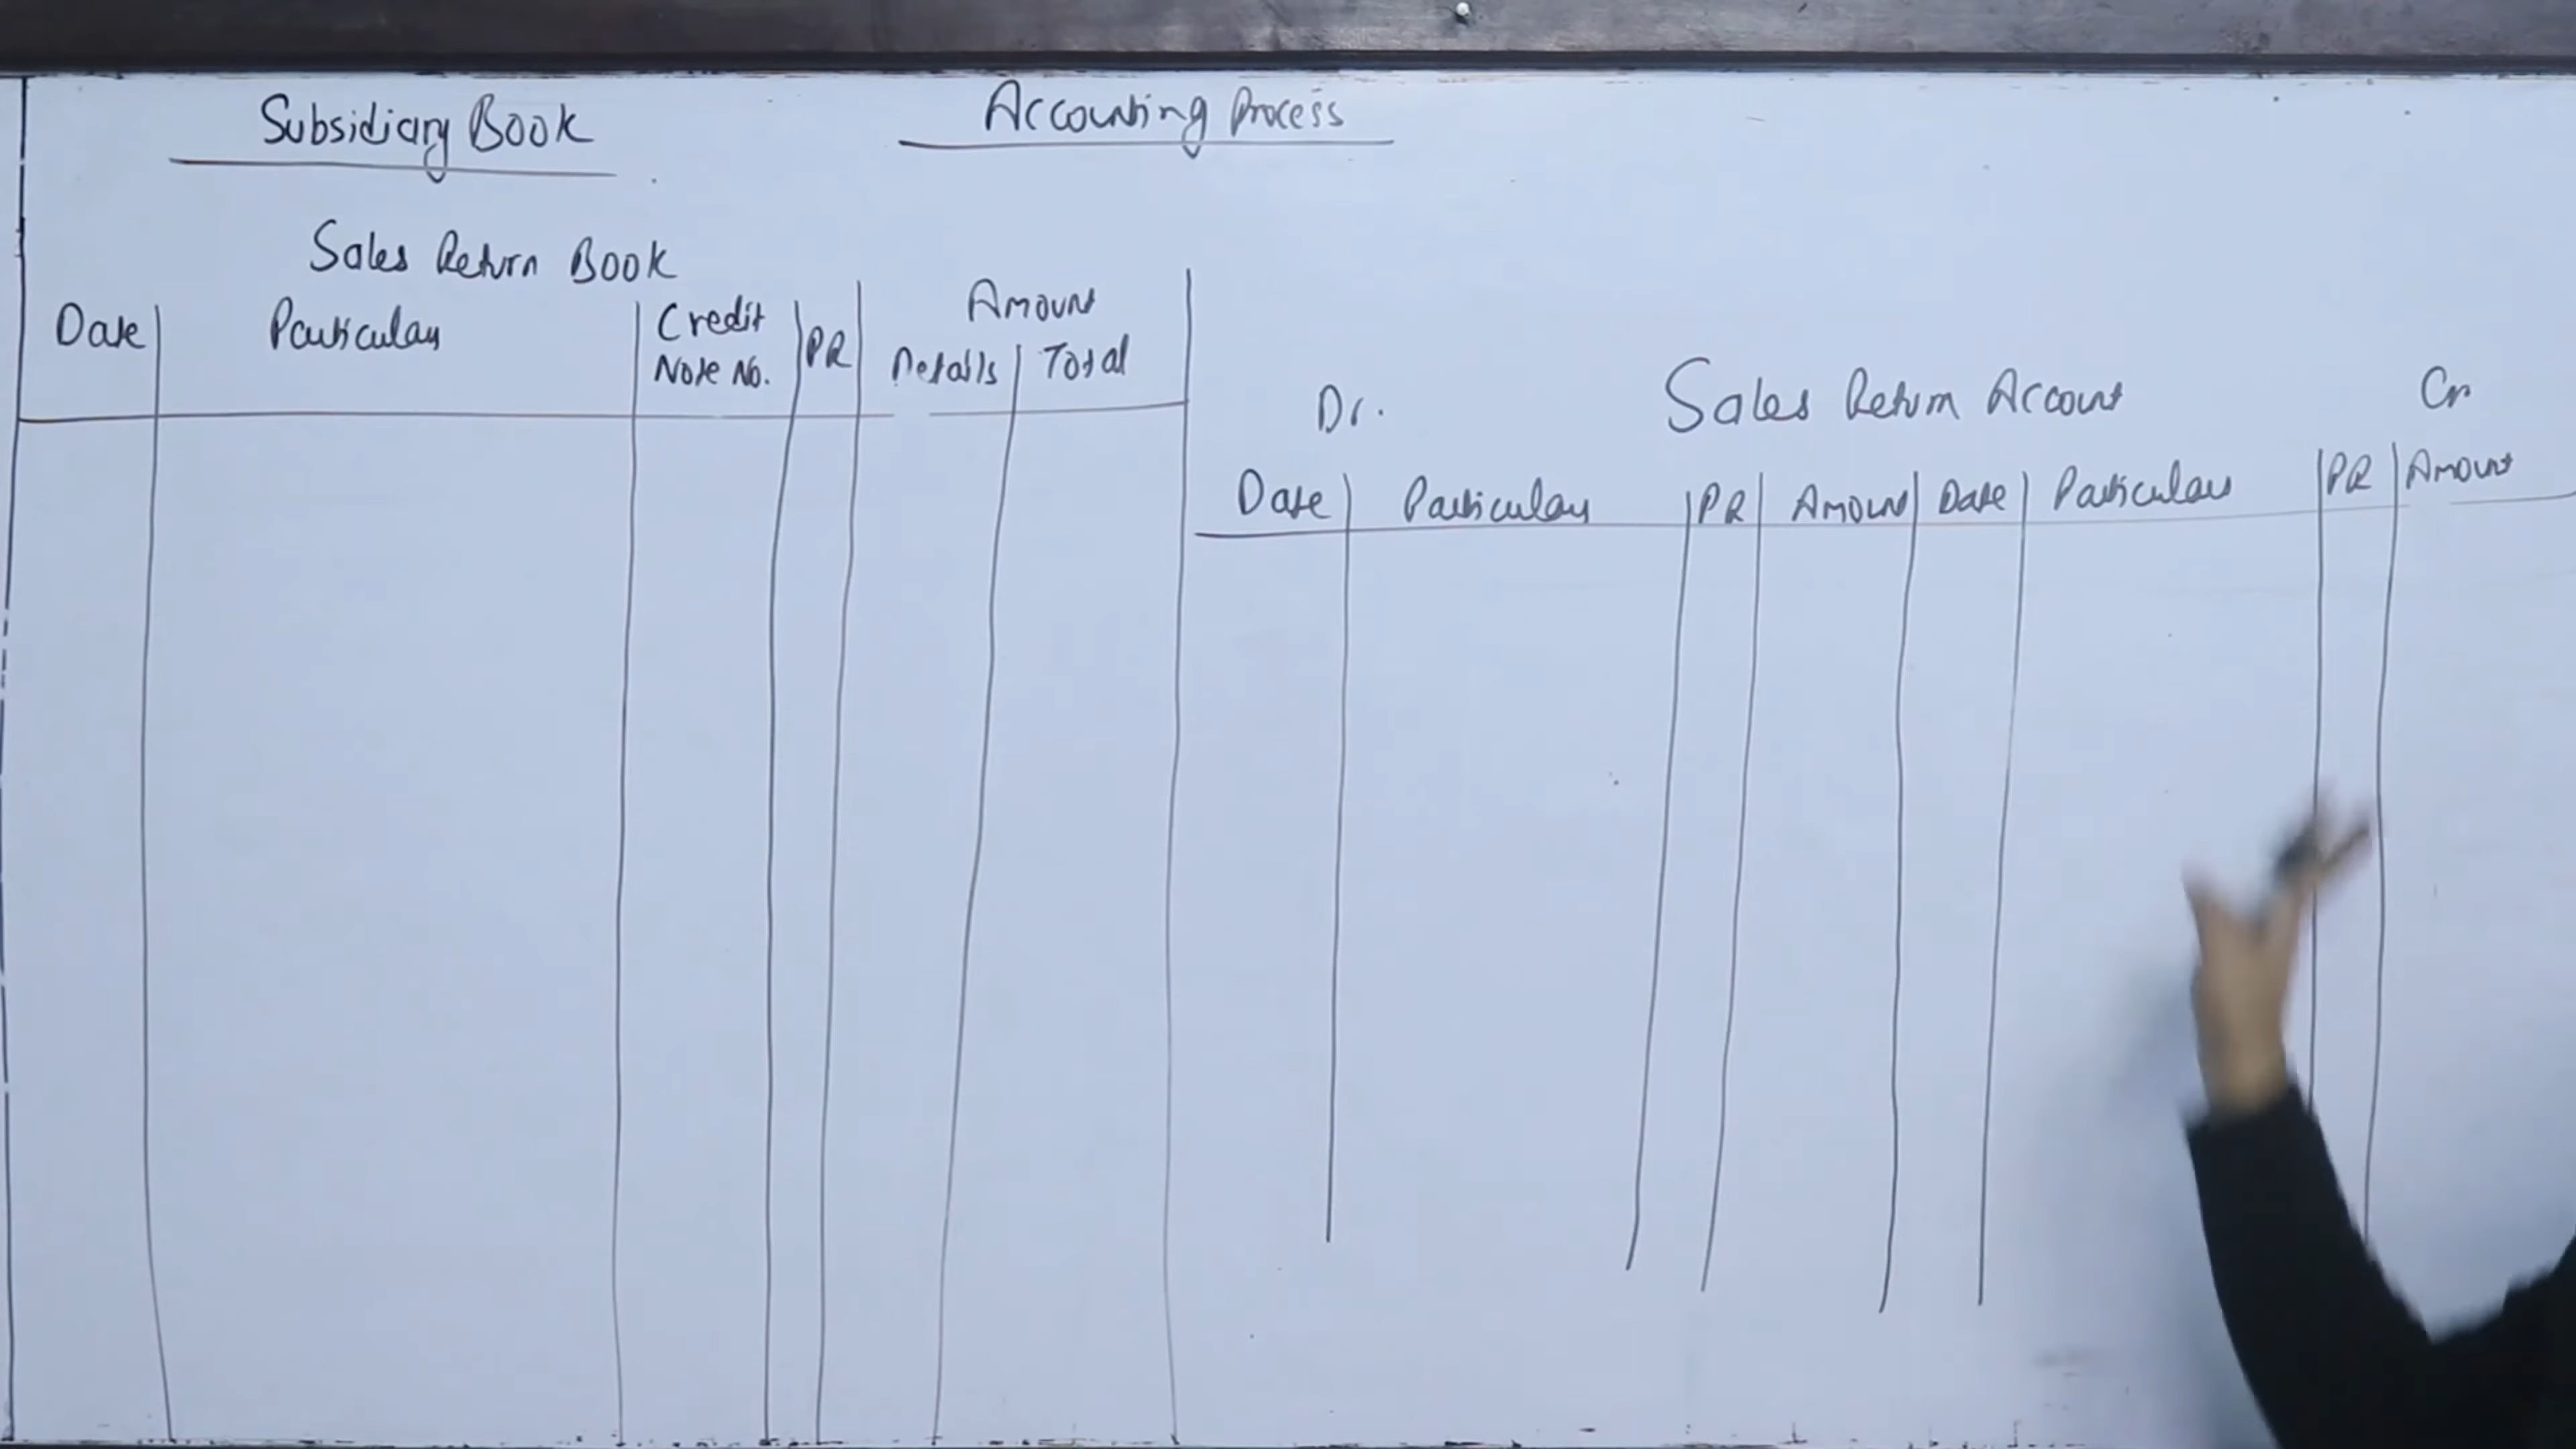 Subsidiary Book
Accounting Process
Sales Return Book
Date Particulars Credit Note No. PR Amount
Details Total
Dr. Sales Return Account Cr
Date Particulars PR Amount Date Particulars PR Amount